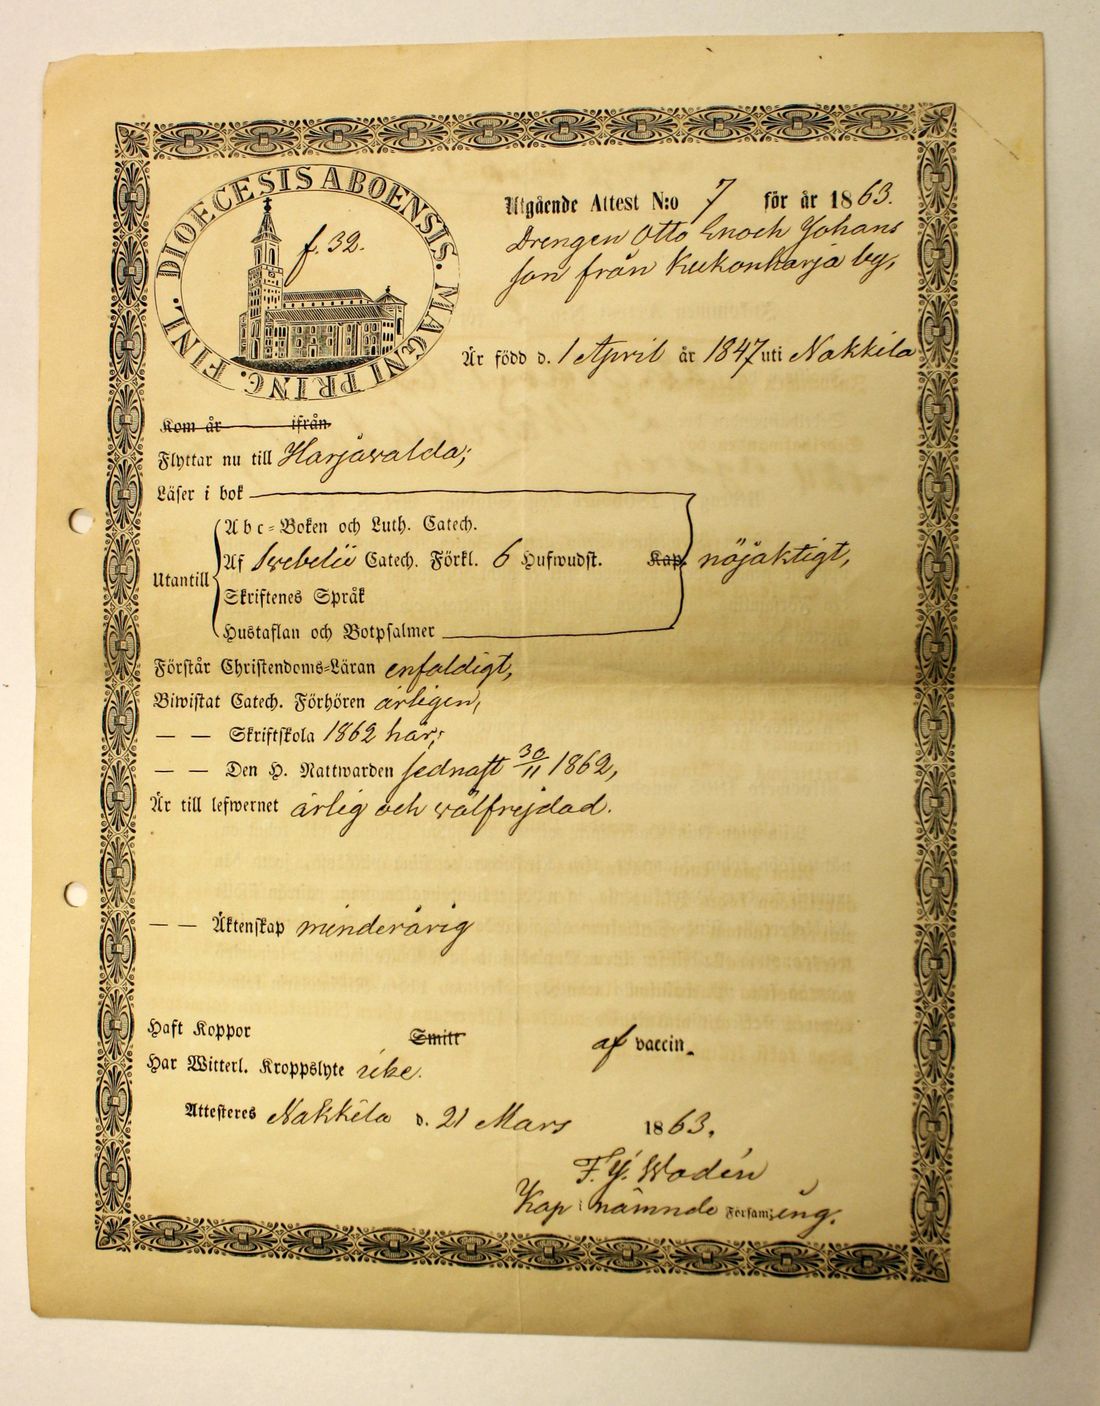 DIOECESIS ABOENSIS. MAGNI PRINC. FINL.
f. 32.
Utgående Attest N:o 7 för år 1863.
Drengen Otto Enoch Johans
son från Kukonharja by,
Är född d. 1 April år 1847 uti Nakkila
Kom år ifrån
Flyttar nu till Harjavalda;
Läser i bok
Abc-Boken och Luth. Catech.
Utantill Af Svebelii Catech. Förkl. 6 Hufwudst. Kap. nöjaktigt,
Skriftenes Språk
Hustaflan och Botpsalmer
Förstår Christendoms-Läran enfaldigt,
Biwistat Catech. Förhören årligen,
— — Skriftskola 1862 här;
— — Den H. Nattwarden sednast 30/11 1862,
Är till lefwernet ärlig och välfrejdad.
— — Äktenskap minderårig
Haft Koppor Smitt af vaccin.
Har Witterl. Kroppslyte icke.
Attesteres Nakkila d. 21 Mars 1863.
F. Y. Wadén
Kap i nämnde Församling.